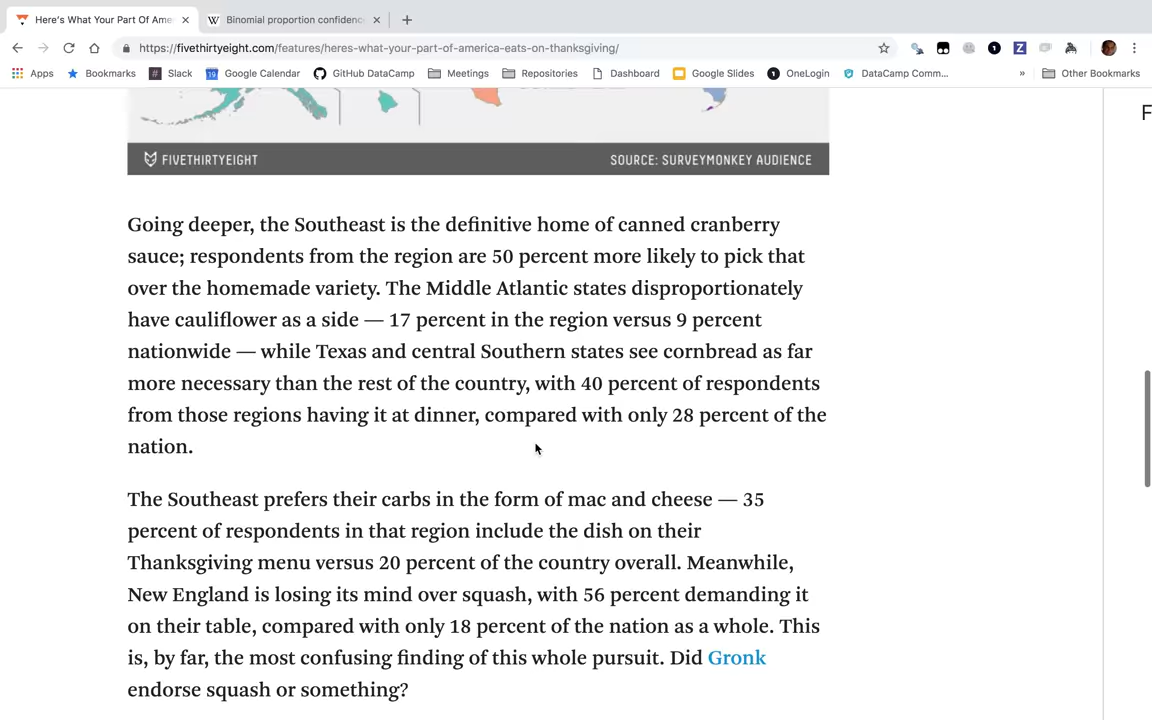 Here's What Your Part Of Ame
Binomial proportion confidenc
https://fivethirtyeight.com/features/heres-what-your-part-of-america-eats-on-thanksgiving/
Apps Bookmarks Slack Google Calendar GitHub DataCamp Meetings Repositories Dashboard Google Slides OneLogin DataCamp Comm... » Other Bookmarks
FIVETHIRTYEIGHT SOURCE: SURVEYMONKEY AUDIENCE
F
Going deeper, the Southeast is the definitive home of canned cranberry
sauce; respondents from the region are 50 percent more likely to pick that
over the homemade variety. The Middle Atlantic states disproportionately
have cauliflower as a side — 17 percent in the region versus 9 percent
nationwide — while Texas and central Southern states see cornbread as far
more necessary than the rest of the country, with 40 percent of respondents
from those regions having it at dinner, compared with only 28 percent of the
nation.
The Southeast prefers their carbs in the form of mac and cheese — 35
percent of respondents in that region include the dish on their
Thanksgiving menu versus 20 percent of the country overall. Meanwhile,
New England is losing its mind over squash, with 56 percent demanding it
on their table, compared with only 18 percent of the nation as a whole. This
is, by far, the most confusing finding of this whole pursuit. Did Gronk
endorse squash or something?